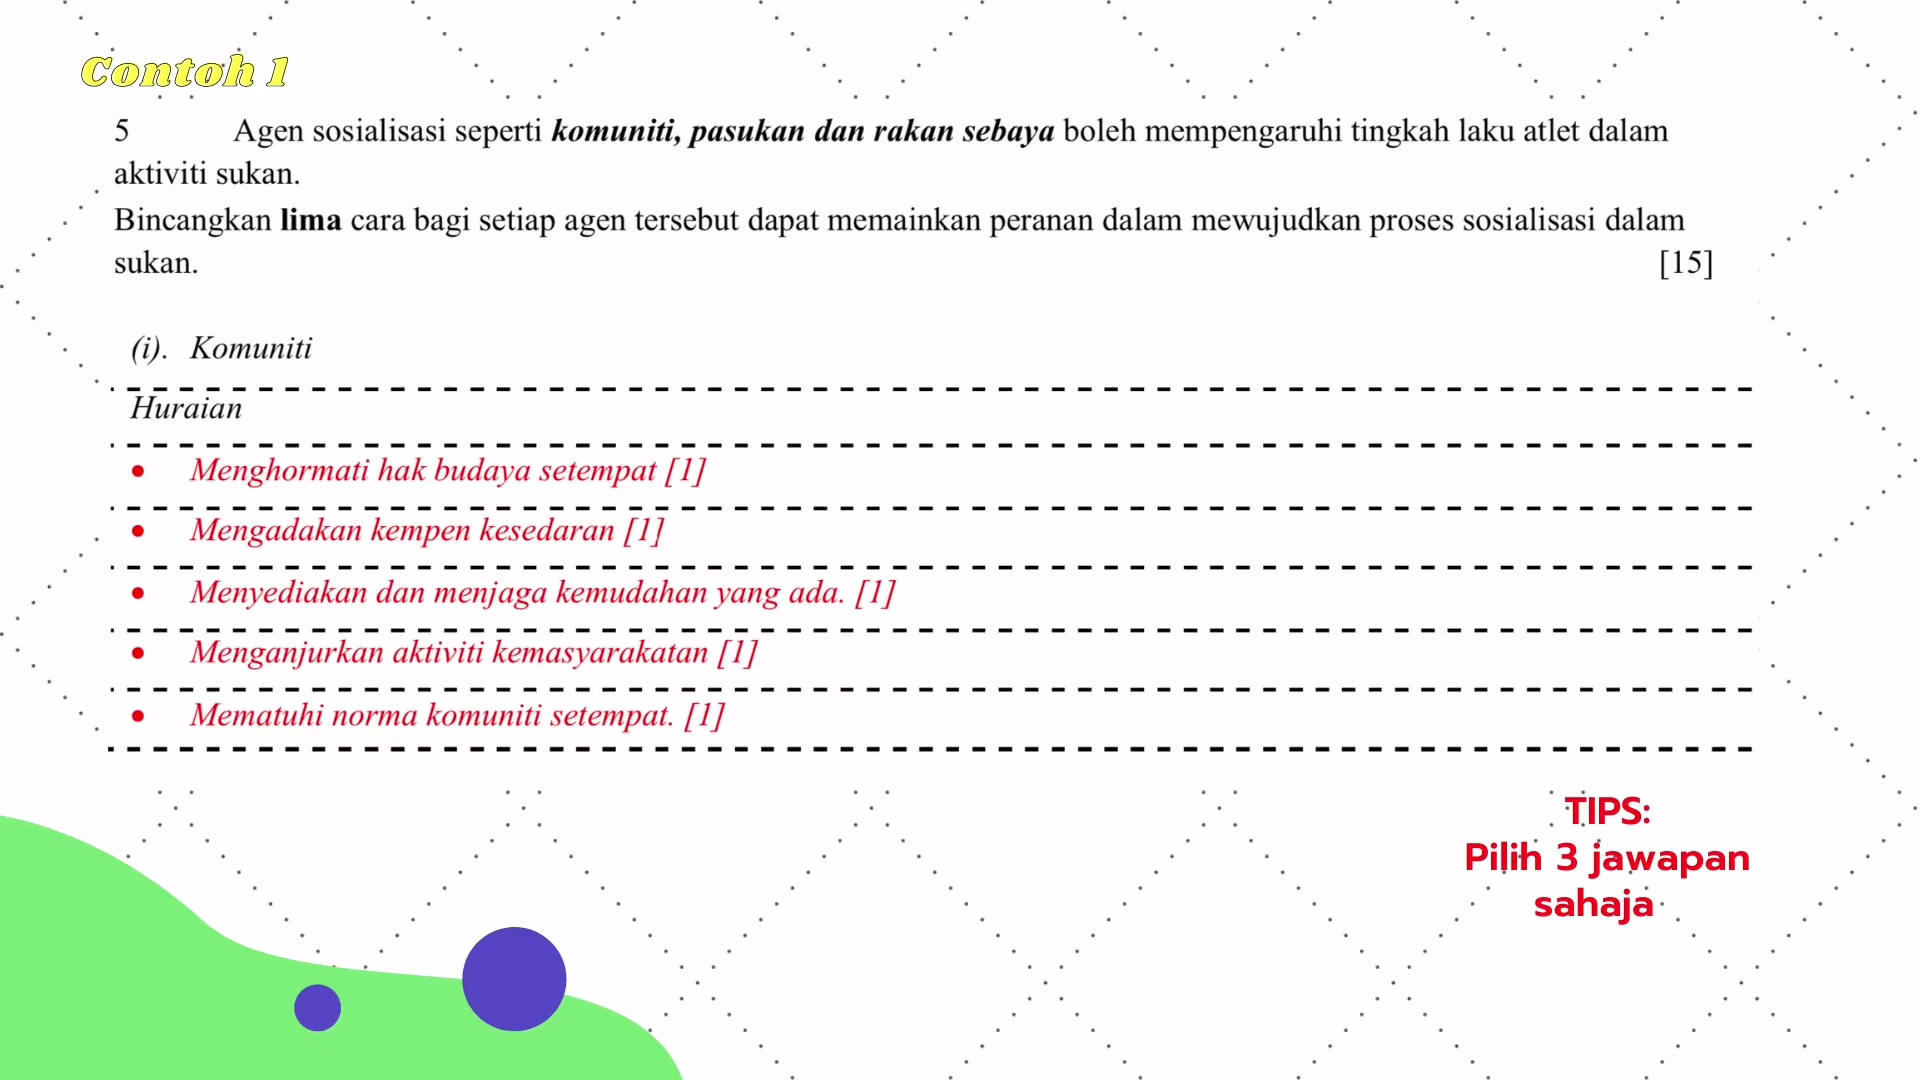 Contoh 1
5 Agen sosialisasi seperti komuniti, pasukan dan rakan sebaya boleh mempengaruhi tingkah laku atlet dalam
aktiviti sukan.
Bincangkan lima cara bagi setiap agen tersebut dapat memainkan peranan dalam mewujudkan proses sosialisasi dalam
sukan. [15]
(i). Komuniti
Huraian
• Menghormati hak budaya setempat [1]
• Mengadakan kempen kesedaran [1]
• Menyediakan dan menjaga kemudahan yang ada. [1]
• Menganjurkan aktiviti kemasyarakatan [1]
• Mematuhi norma komuniti setempat. [1]
TIPS:
Pilih 3 jawapan
sahaja